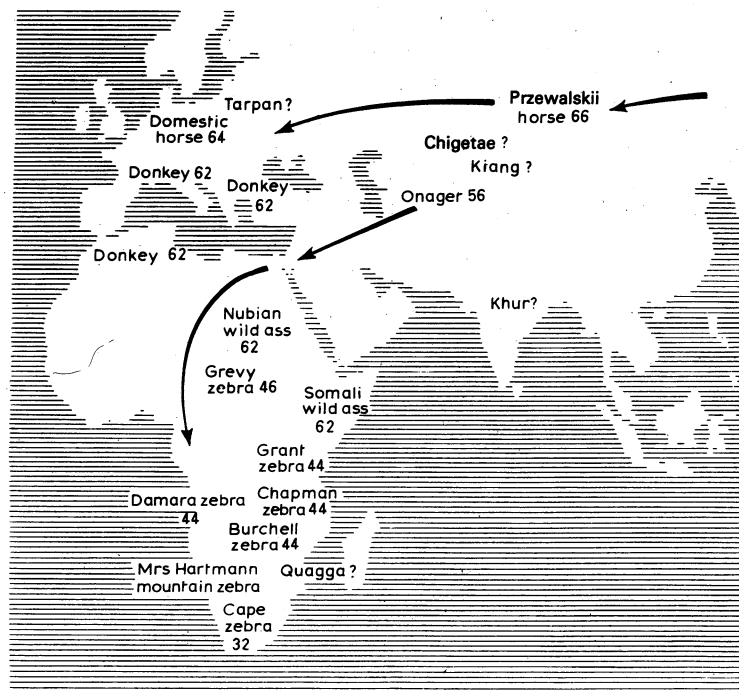 Tarpan?
Przewalskii
horse 66
Domestic
horse 64
Chigetae ?
Kiang ?
Donkey 62
Donkey
62
Onager 56
Donkey 62
Khur?
Nubian
wild ass
62
Grevy
zebra 46
Somali
wild ass
62
Grant
zebra 44
Damara zebra
44
Chapman
zebra 44
Burchell
zebra 44
Mrs Hartmann
mountain zebra
Quagga ?
Cape
zebra
32